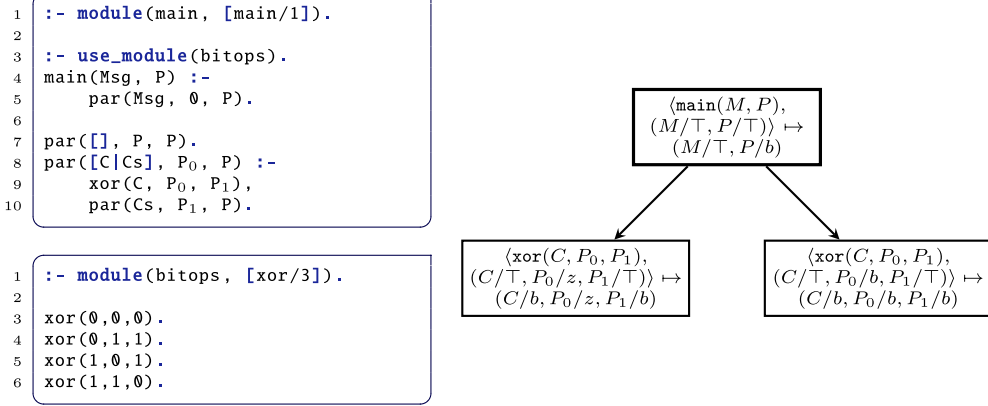 1 :- module(main, [main/1]).
2
3 :- use_module(bitops).
4 main(Msg, P) :-
5     par(Msg, 0, P).
6
7 par([], P, P).
8 par([C|Cs], P₀, P) :-
9     xor(C, P₀, P₁),
10     par(Cs, P₁, P).
1 :- module(bitops, [xor/3]).
2
3 xor(0,0,0).
4 xor(0,1,1).
5 xor(1,0,1).
6 xor(1,1,0).
⟨main(M, P),
(M/⊤, P/⊤)⟩ ↦
(M/⊤, P/b)
⟨xor(C, P₀, P₁),
(C/⊤, P₀/z, P₁/⊤)⟩ ↦
(C/b, P₀/z, P₁/b)
⟨xor(C, P₀, P₁),
(C/⊤, P₀/b, P₁/⊤)⟩ ↦
(C/b, P₀/b, P₁/b)